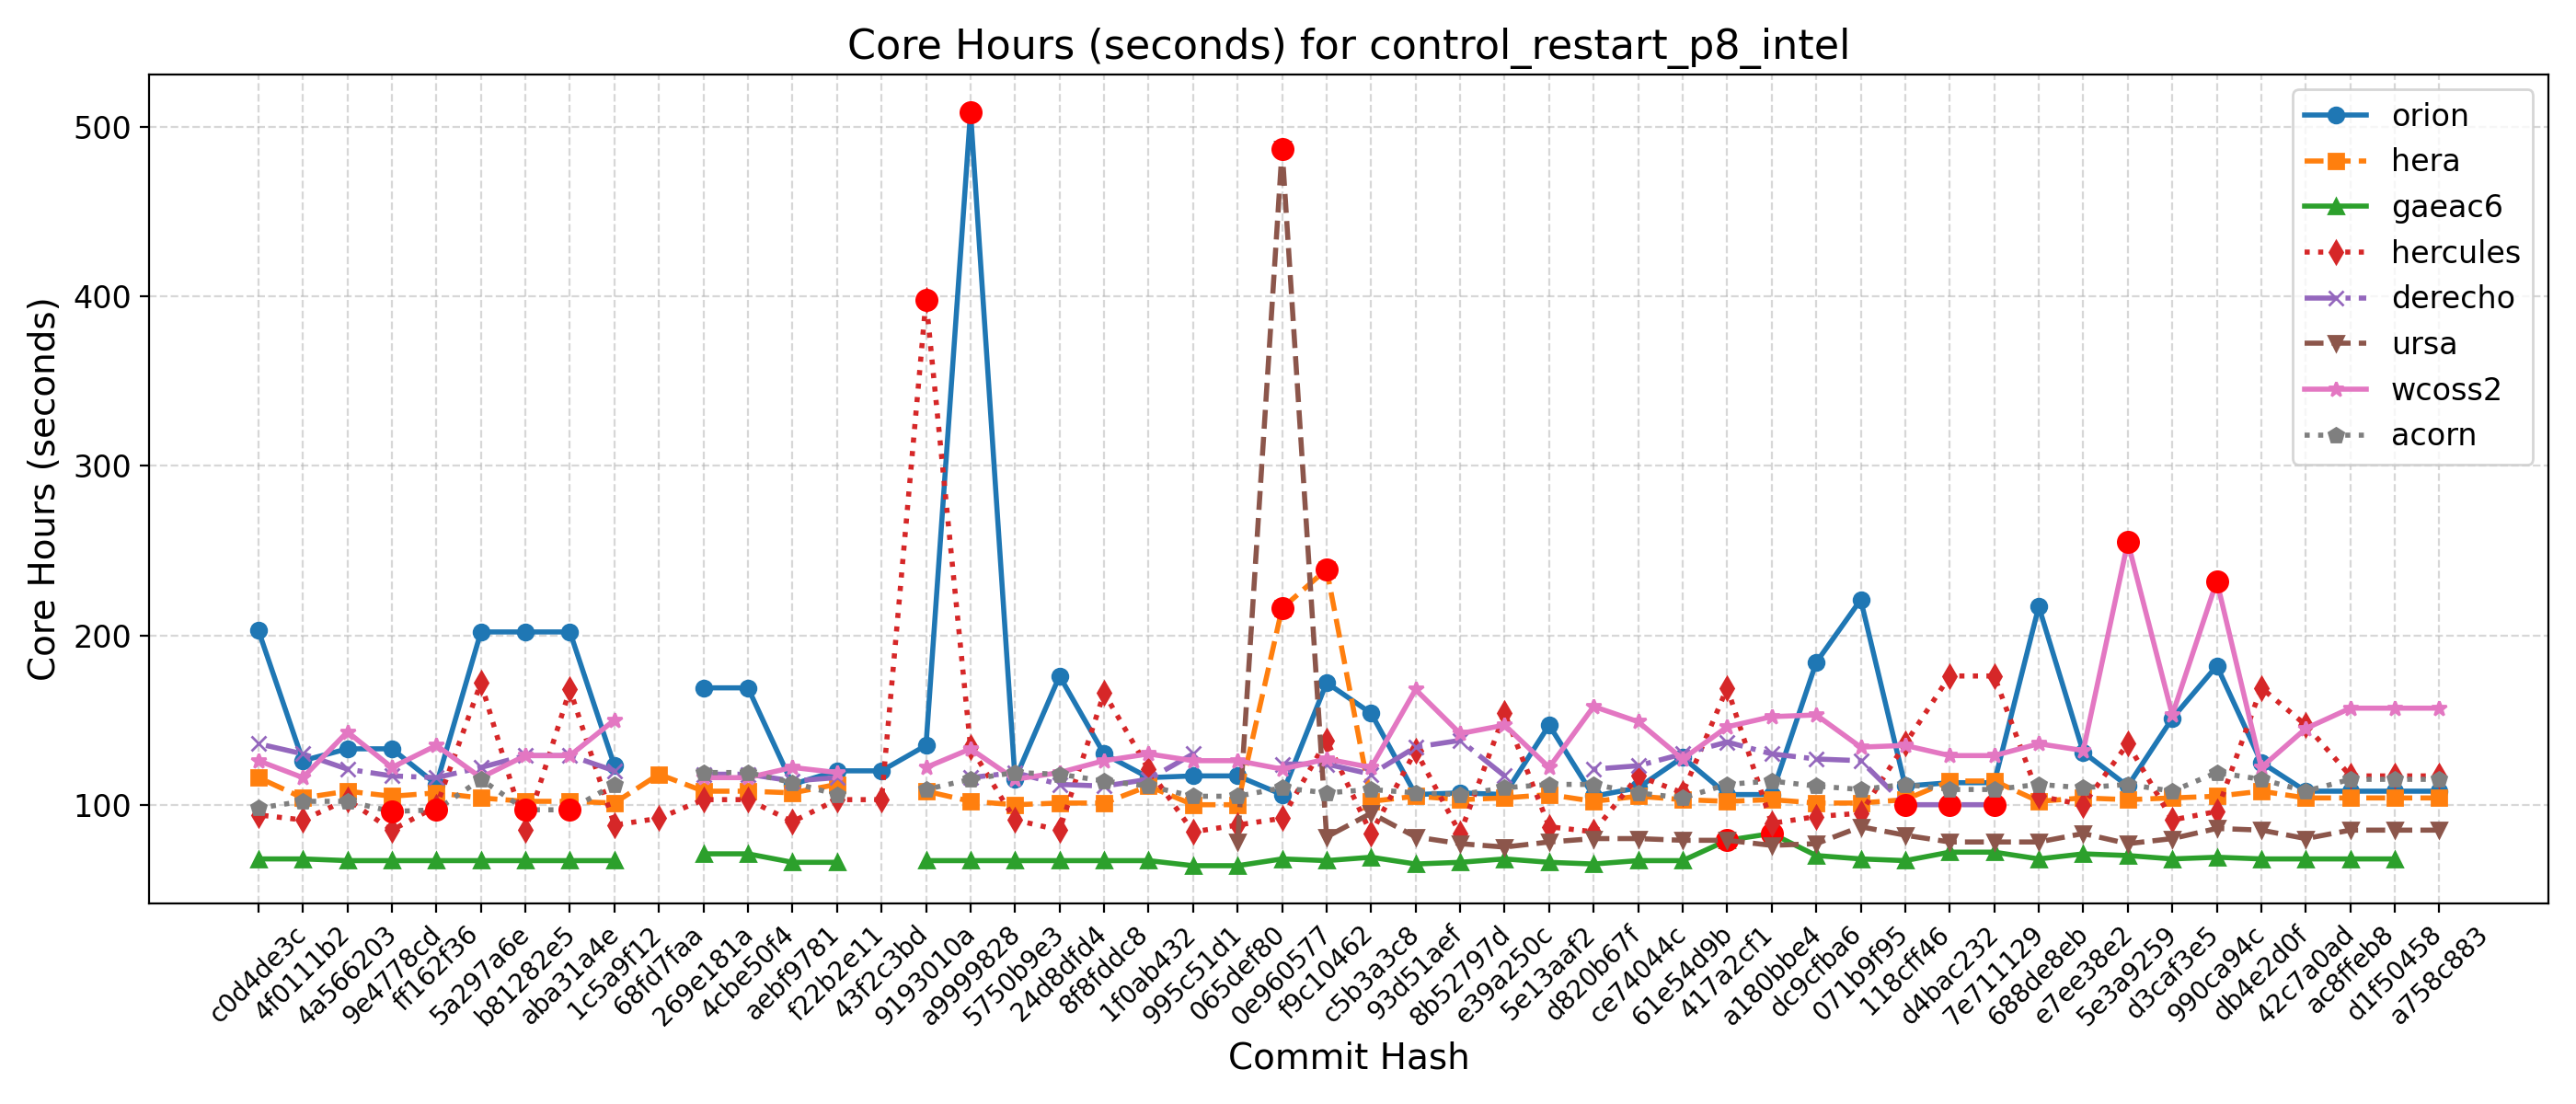 Core Hours (seconds) for control_restart_p8_intel
Core Hours (seconds)
500
400
300
200
100
orion
hera
gaeac6
hercules
derecho
ursa
wcoss2
acorn
c0d4de3c
4f0111b2
4a566203
9e4778cd
ff162f36
5a297a6e
b81282e5
aba31a4e
1c5a9f12
68fd7faa
269e181a
4cbe50f4
aebf9781
f22b2e11
43f2c3bd
9193010a
a9999828
5750b9e3
24d8dfd4
8f8fddc8
1f0ab432
995c51d1
065def80
0e960577
f9c10462
c5b3a3c8
93d51aef
8b52797d
e39a250c
5e13aaf2
d820b67f
ce74044c
61e54d9b
417a2cf1
a180bbe4
dc9cfba6
071b9f95
118cff46
d4bac232
7e711129
688de8eb
e7ee38e2
5e3a9259
d3caf3e5
990ca94c
db4e2d0f
42c7a0ad
ac8ffeb8
d1f50458
a758c883
Commit Hash